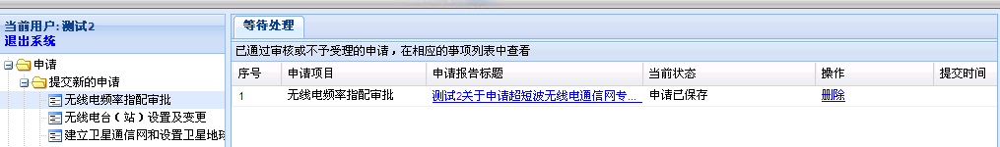 当前用户: 测试2
退出系统
申请
提交新的申请
无线电频率指配审批
无线电台（站）设置及变更
建立卫星通信网和设置卫星地球
等待处理
已通过审核或不予受理的申请，在相应的事项列表中查看
序号 申请项目 申请报告标题 当前状态 操作 提交时间
1 无线电频率指配审批 测试2关于申请超短波无线电通信网专... 申请已保存 删除